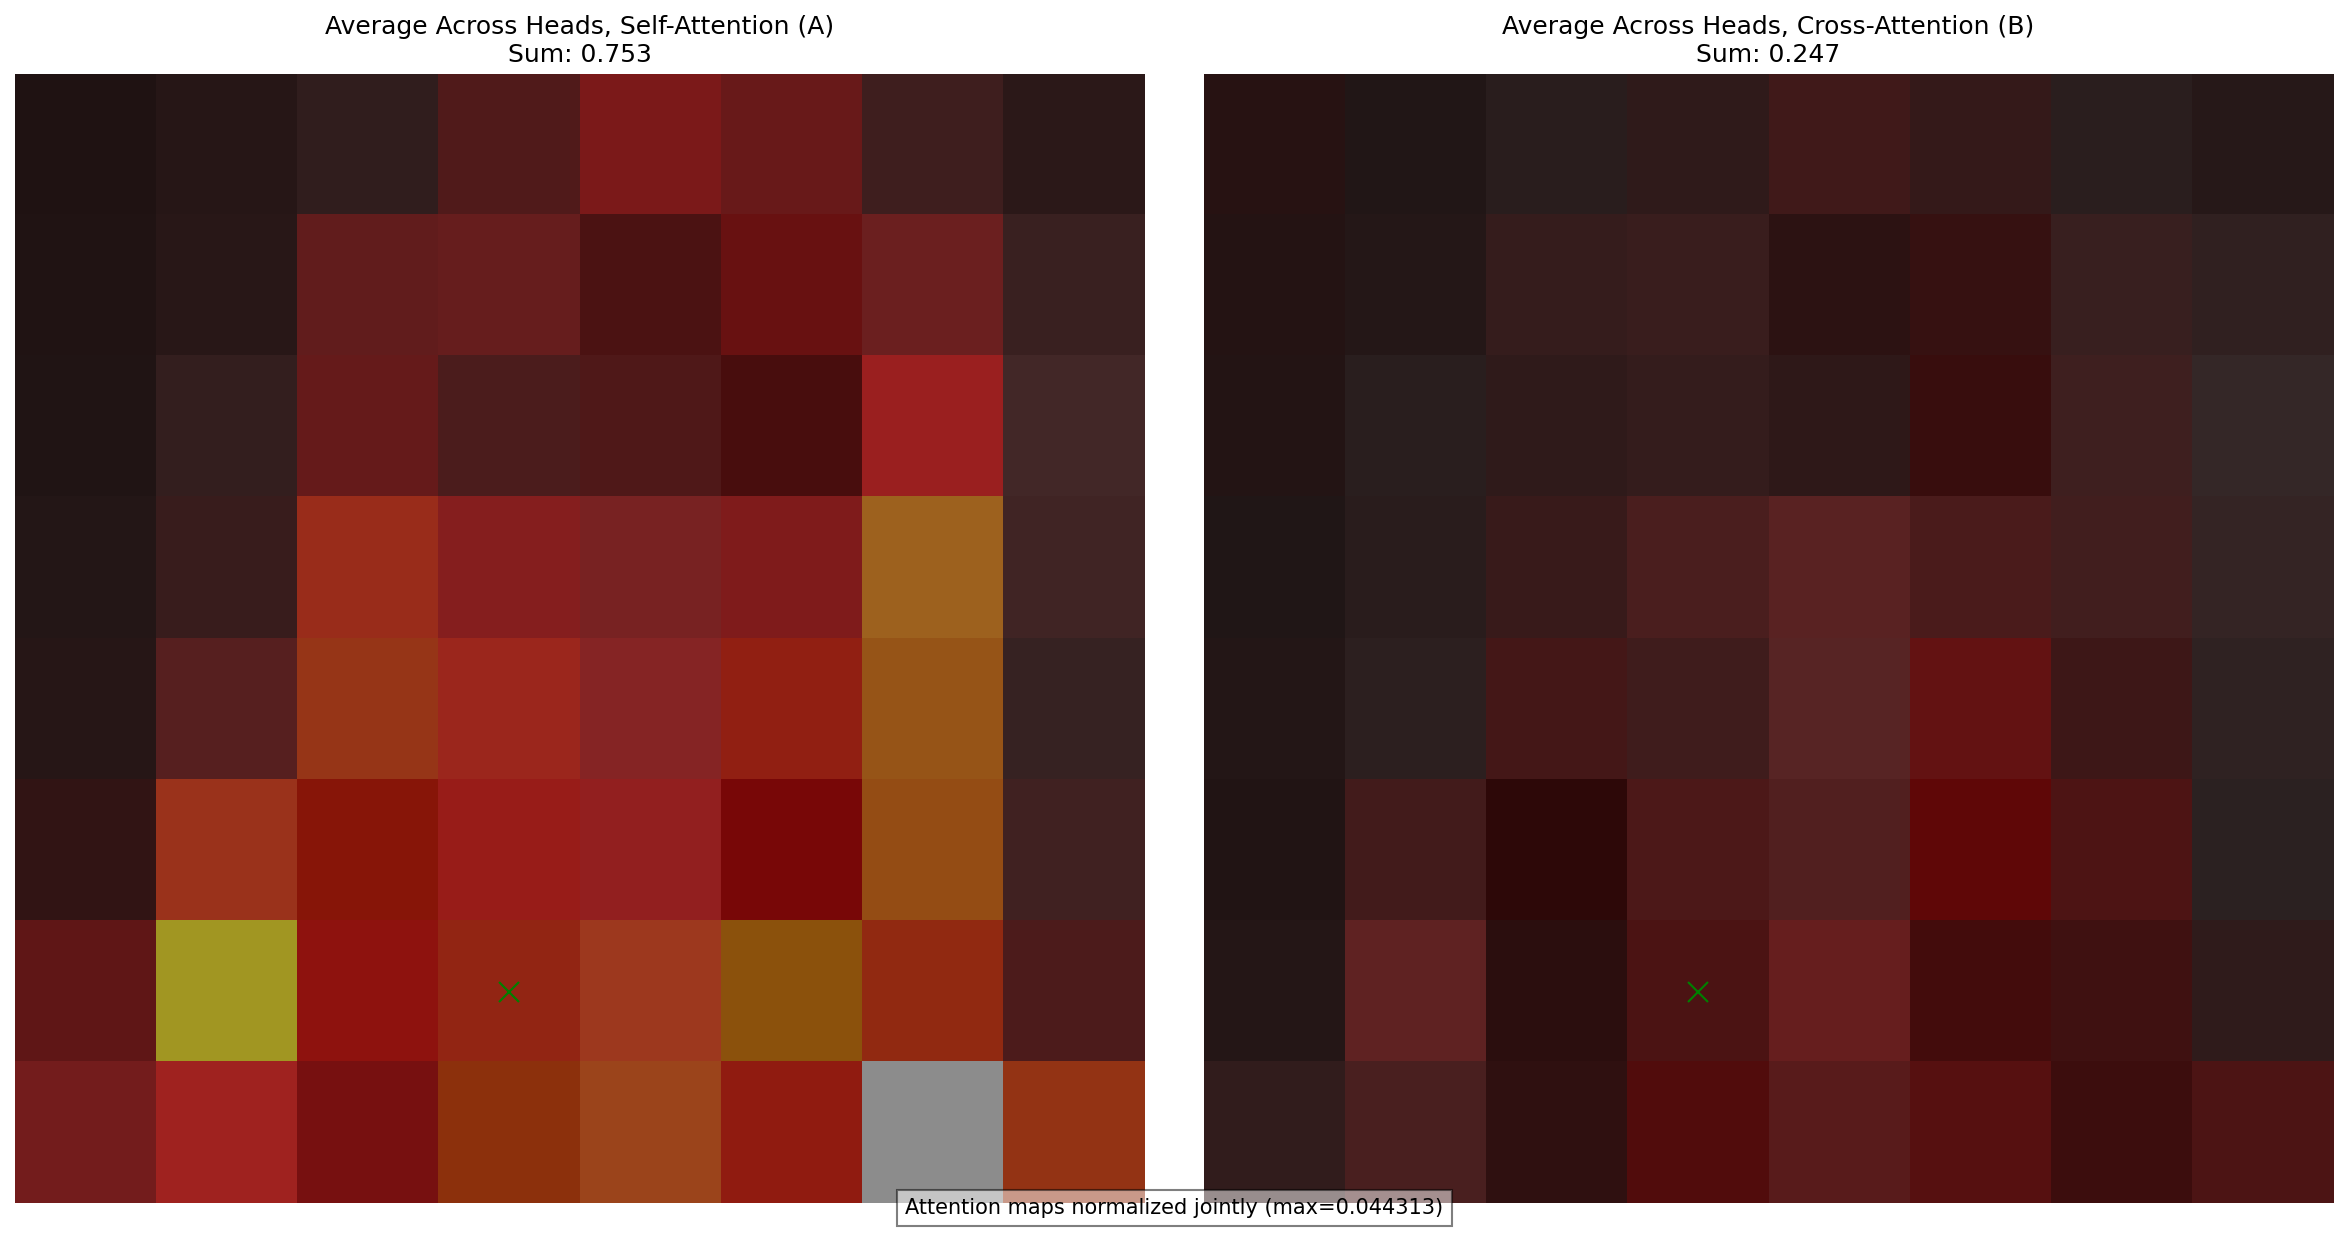 Average Across Heads, Self-Attention (A)
Sum: 0.753
Average Across Heads, Cross-Attention (B)
Sum: 0.247
Attention maps normalized jointly (max=0.044313)